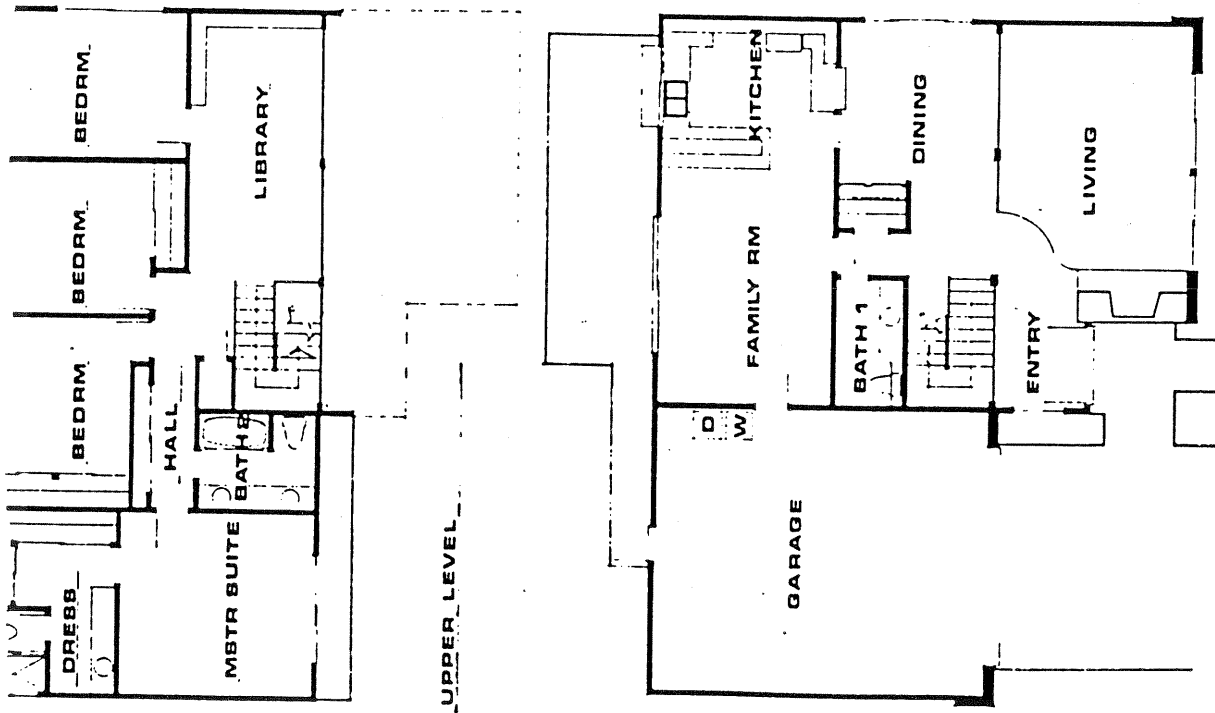 BEDRM
BEDRM
BEDRM
LIBRARY
HALL
BATH 2
DRESS
MSTR SUITE
UPPER LEVEL
KITCHEN
DINING
LIVING
FAMILY RM
BATH 1
ENTRY
D
W
GARAGE